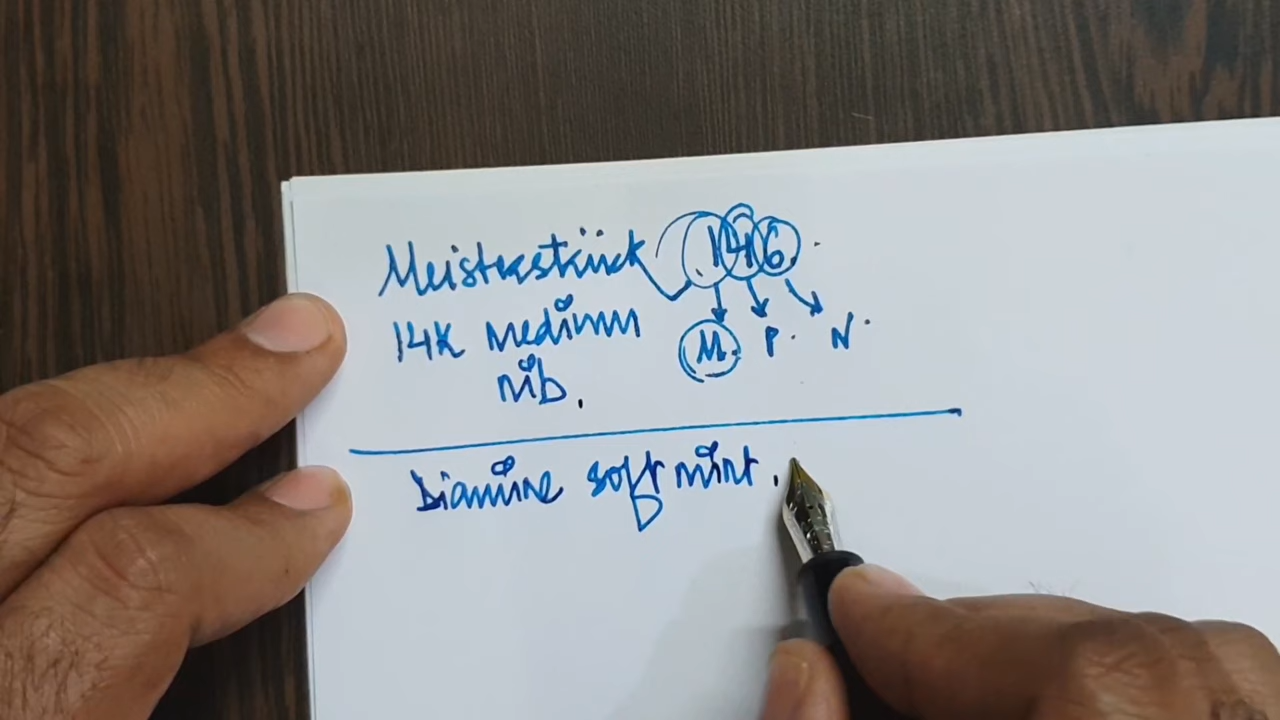 Meisterstück 146.
14K medium M. P. N.
nib.
Diamine soft mint.